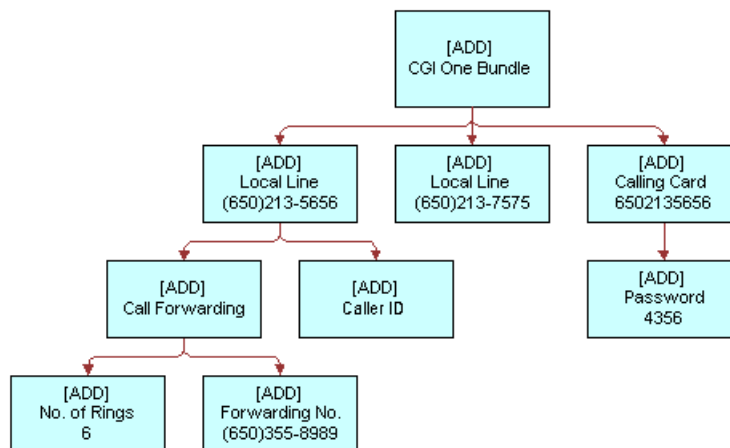 [ADD]
CGI One Bundle
[ADD]
Local Line
(650)213-5656
[ADD]
Local Line
(650)213-7575
[ADD]
Calling Card
6502135656
[ADD]
Call Forwarding
[ADD]
Caller ID
[ADD]
Password
4356
[ADD]
No. of Rings
6
[ADD]
Forwarding No.
(650)355-8989